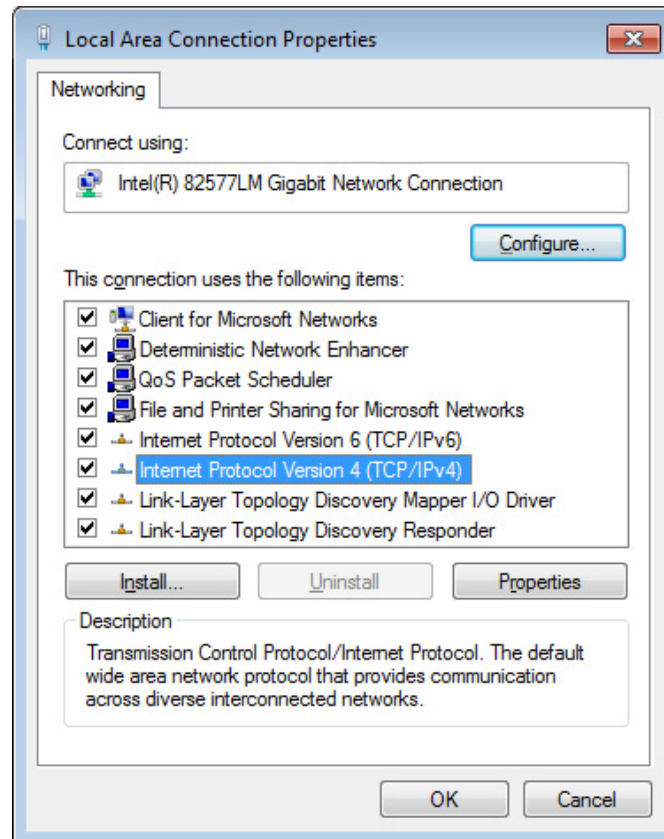 Local Area Connection Properties
Networking
Connect using:
Intel(R) 82577LM Gigabit Network Connection
Configure...
This connection uses the following items:
Client for Microsoft Networks
Deterministic Network Enhancer
QoS Packet Scheduler
File and Printer Sharing for Microsoft Networks
Internet Protocol Version 6 (TCP/IPv6)
Internet Protocol Version 4 (TCP/IPv4)
Link-Layer Topology Discovery Mapper I/O Driver
Link-Layer Topology Discovery Responder
Install... Uninstall Properties
Description
Transmission Control Protocol/Internet Protocol. The default
wide area network protocol that provides communication
across diverse interconnected networks.
OK Cancel